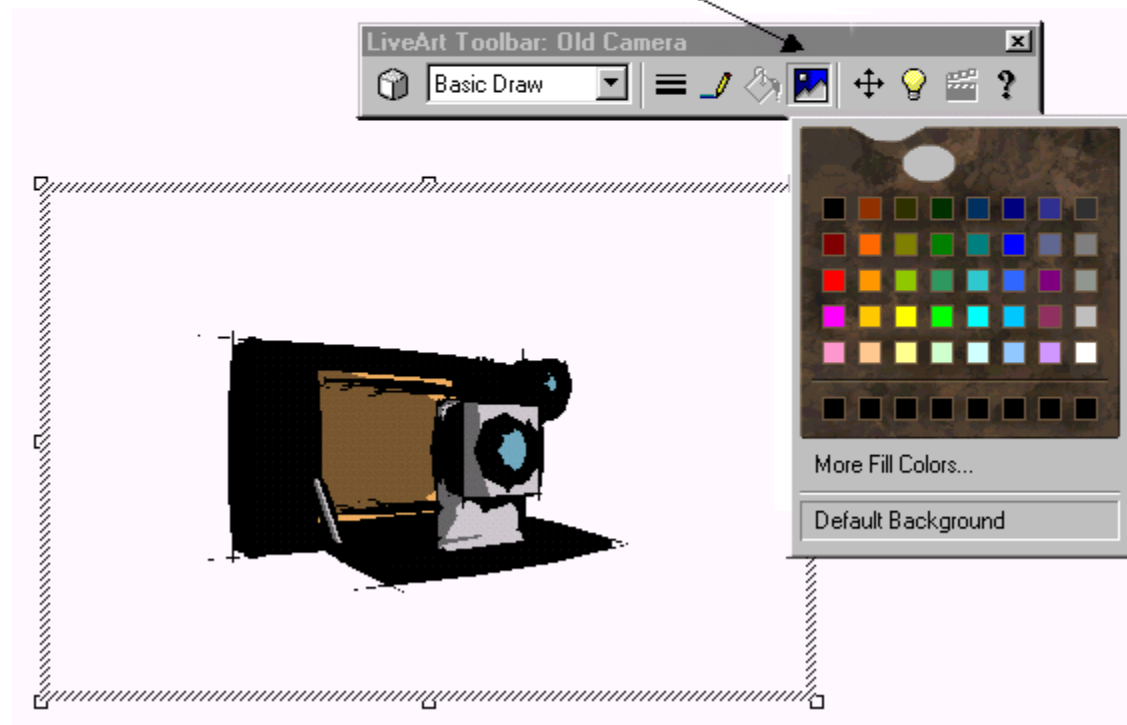 LiveArt Toolbar: Old Camera
Basic Draw
?
More Fill Colors...
Default Background